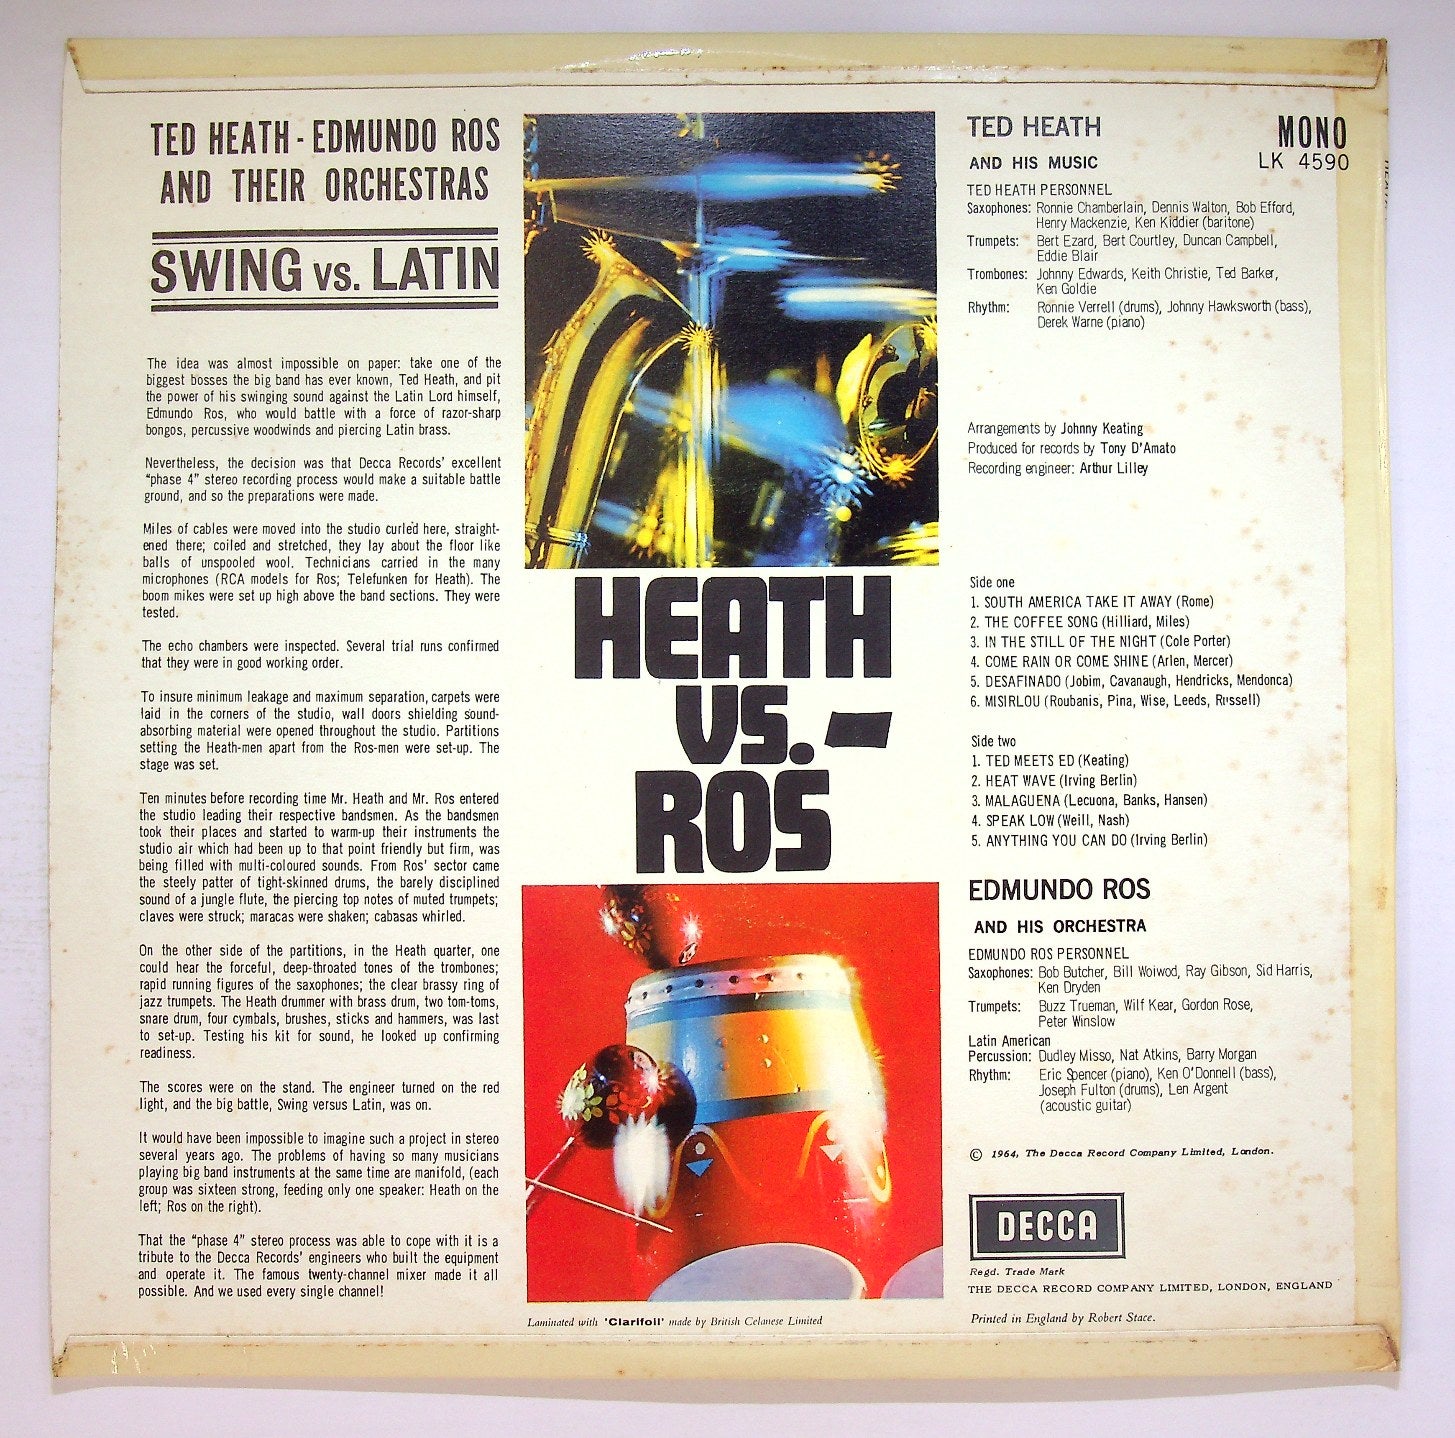 TED HEATH - EDMUNDO ROS
AND THEIR ORCHESTRAS
SWING vs. LATIN
The idea was almost impossible on paper: take one of the
biggest bosses the big band has ever known, Ted Heath, and pit
the power of his swinging sound against the Latin Lord himself,
Edmundo Ros, who would battle with a force of razor-sharp
bongos, percussive woodwinds and piercing Latin brass.
Nevertheless, the decision was that Decca Records' excellent
"phase 4" stereo recording process would make a suitable battle
ground, and so the preparations were made.
Miles of cables were moved into the studio curled here, straight-
ened there; coiled and stretched, they lay about the floor like
balls of unspooled wool. Technicians carried in the many
microphones (RCA models for Ros; Telefunken for Heath). The
boom mikes were set up high above the band sections. They were
tested.
The echo chambers were inspected. Several trial runs confirmed
that they were in good working order.
To insure minimum leakage and maximum separation, carpets were
laid in the corners of the studio, wall doors shielding sound-
absorbing material were opened throughout the studio. Partitions
setting the Heath-men apart from the Ros-men were set-up. The
stage was set.
Ten minutes before recording time Mr. Heath and Mr. Ros entered
the studio leading their respective bandsmen. As the bandsmen
took their places and started to warm-up their instruments the
studio air which had been up to that point friendly but firm, was
being filled with multi-coloured sounds. From Ros' sector came
the steely patter of tight-skinned drums, the barely disciplined
sound of a jungle flute, the piercing top notes of muted trumpets;
claves were struck; maracas were shaken; cabasas whirled.
On the other side of the partitions, in the Heath quarter, one
could hear the forceful, deep-throated tones of the trombones;
rapid running figures of the saxophones; the clear brassy ring of
jazz trumpets. The Heath drummer with brass drum, two tom-toms,
snare drum, four cymbals, brushes, sticks and hammers, was last
to set-up. Testing his kit for sound, he looked up confirming
readiness.
The scores were on the stand. The engineer turned on the red
light, and the big battle, Swing versus Latin, was on.
It would have been impossible to imagine such a project in stereo
several years ago. The problems of having so many musicians
playing big band instruments at the same time are manifold, (each
group was sixteen strong, feeding only one speaker: Heath on the
left; Ros on the right).
That the "phase 4" stereo process was able to cope with it is a
tribute to the Decca Records' engineers who built the equipment
and operate it. The famous twenty-channel mixer made it all
possible. And we used every single channel!
HEATH
VS.-
ROS
Laminated with 'Clarifoil' made by British Celanese Limited
TED HEATH
AND HIS MUSIC
MONO
LK 4590
TED HEATH PERSONNEL
Saxophones: Ronnie Chamberlain, Dennis Walton, Bob Efford,
Henry Mackenzie, Ken Kiddier (baritone)
Trumpets: Bert Ezard, Bert Courtley, Duncan Campbell,
Eddie Blair
Trombones: Johnny Edwards, Keith Christie, Ted Barker,
Ken Goldie
Rhythm: Ronnie Verrell (drums), Johnny Hawksworth (bass),
Derek Warne (piano)
Arrangements by Johnny Keating
Produced for records by Tony D'Amato
Recording engineer: Arthur Lilley
Side one
1. SOUTH AMERICA TAKE IT AWAY (Rome)
2. THE COFFEE SONG (Hilliard, Miles)
3. IN THE STILL OF THE NIGHT (Cole Porter)
4. COME RAIN OR COME SHINE (Arlen, Mercer)
5. DESAFINADO (Jobim, Cavanaugh, Hendricks, Mendonca)
6. MISIRLOU (Roubanis, Pina, Wise, Leeds, Russell)
Side two
1. TED MEETS ED (Keating)
2. HEAT WAVE (Irving Berlin)
3. MALAGUENA (Lecuona, Banks, Hansen)
4. SPEAK LOW (Weill, Nash)
5. ANYTHING YOU CAN DO (Irving Berlin)
EDMUNDO ROS
AND HIS ORCHESTRA
EDMUNDO ROS PERSONNEL
Saxophones: Bob Butcher, Bill Woiwod, Ray Gibson, Sid Harris,
Ken Dryden
Trumpets: Buzz Trueman, Wilf Kear, Gordon Rose,
Peter Winslow
Latin American
Percussion: Dudley Misso, Nat Atkins, Barry Morgan
Rhythm: Eric Spencer (piano), Ken O'Donnell (bass),
Joseph Fulton (drums), Len Argent
(acoustic guitar)
© 1964, The Decca Record Company Limited, London.
DECCA
Regd. Trade Mark
THE DECCA RECORD COMPANY LIMITED, LONDON, ENGLAND
Printed in England by Robert Stace.